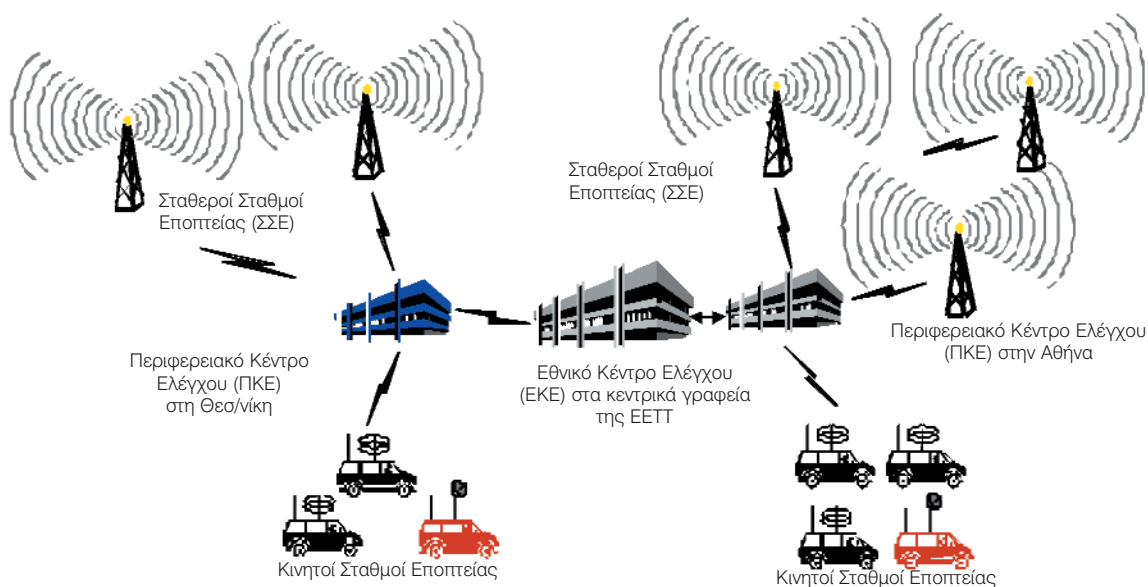 Σταθεροί Σταθμοί
Εποπτείας (ΣΣΕ)
Σταθεροί Σταθμοί
Εποπτείας (ΣΣΕ)
Περιφερειακό Κέντρο
Ελέγχου (ΠΚΕ)
στη Θεσ/νίκη
Εθνικό Κέντρο Ελέγχου
(ΕΚΕ) στα κεντρικά γραφεία
της ΕΕΤΤ
Περιφερειακό Κέντρο Ελέγχου
(ΠΚΕ) στην Αθήνα
Κινητοί Σταθμοί Εποπτείας
Κινητοί Σταθμοί Εποπτείας